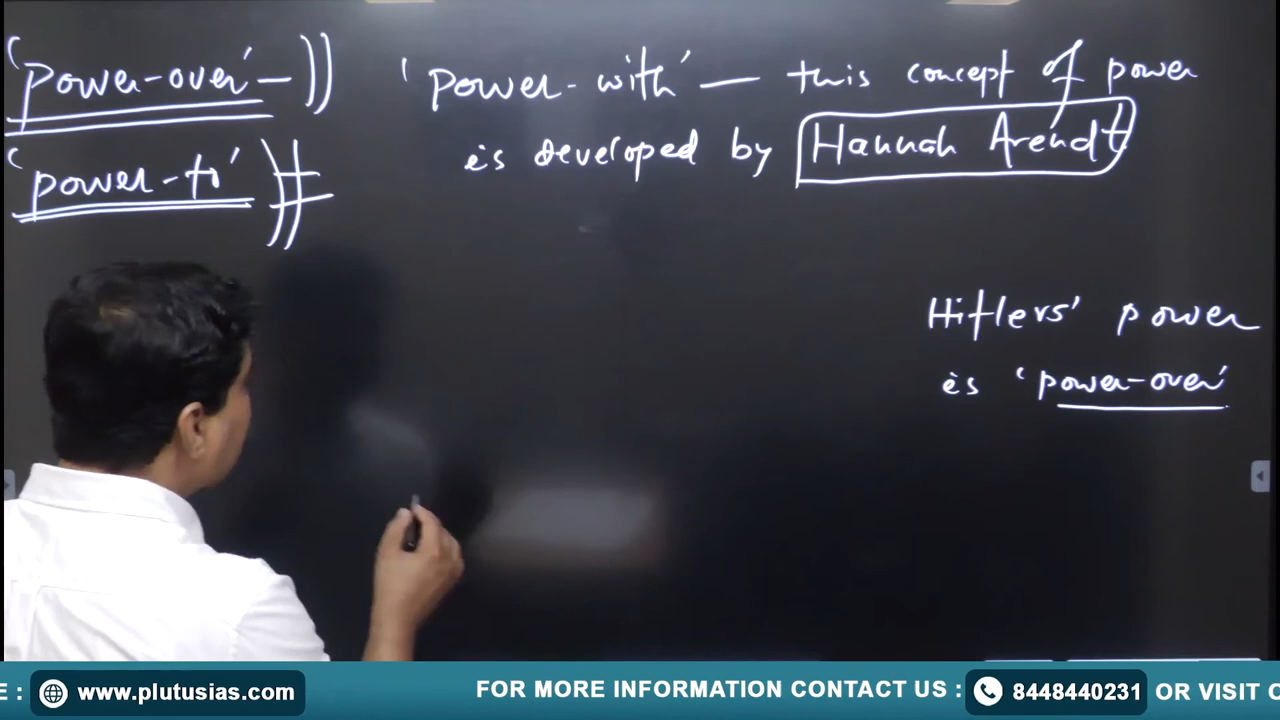 'Power-over' —
'power-to'
'Power-with' — this concept of power
is developed by Hannah Arendt
Hitlers' power
is 'power-over'
E : www.plutusias.com FOR MORE INFORMATION CONTACT US : 8448440231 OR VISIT O